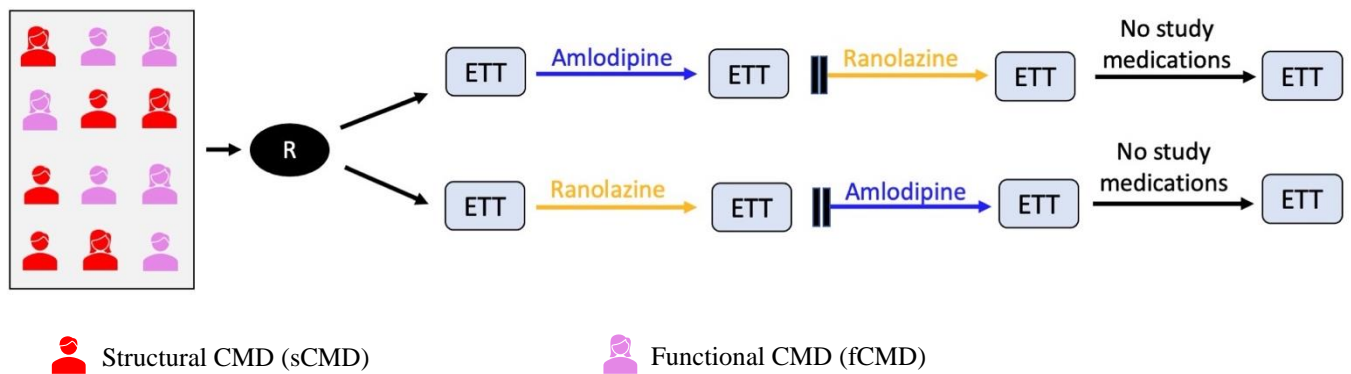 No study
medications
ETT Amlodipine ETT Ranolazine ETT ETT
R
No study
medications
ETT Ranolazine ETT Amlodipine ETT ETT
Structural CMD (sCMD) Functional CMD (fCMD)